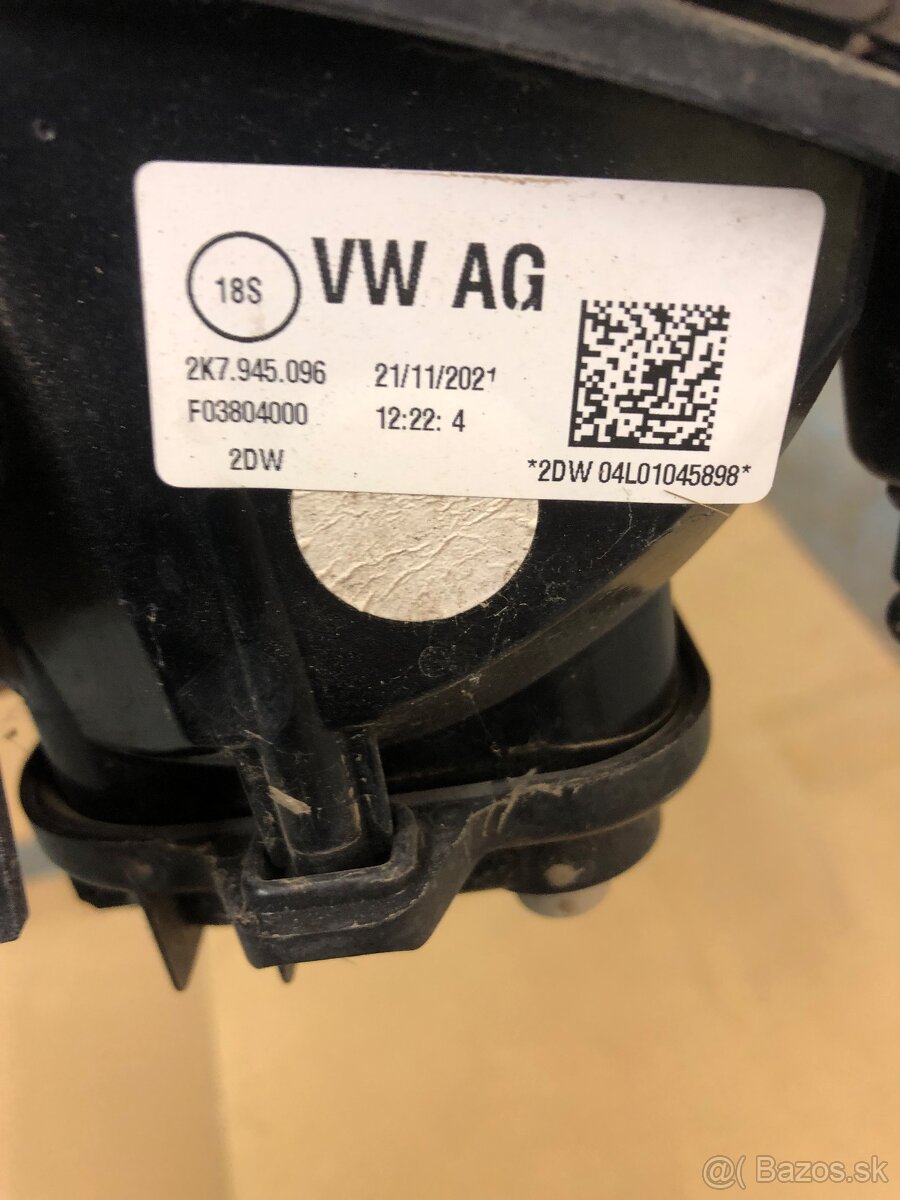 18S
VW AG
2K7.945.096 21/11/2021
F03804000 12:22: 4
2DW
*2DW 04L01045898*
@( Bazos.sk